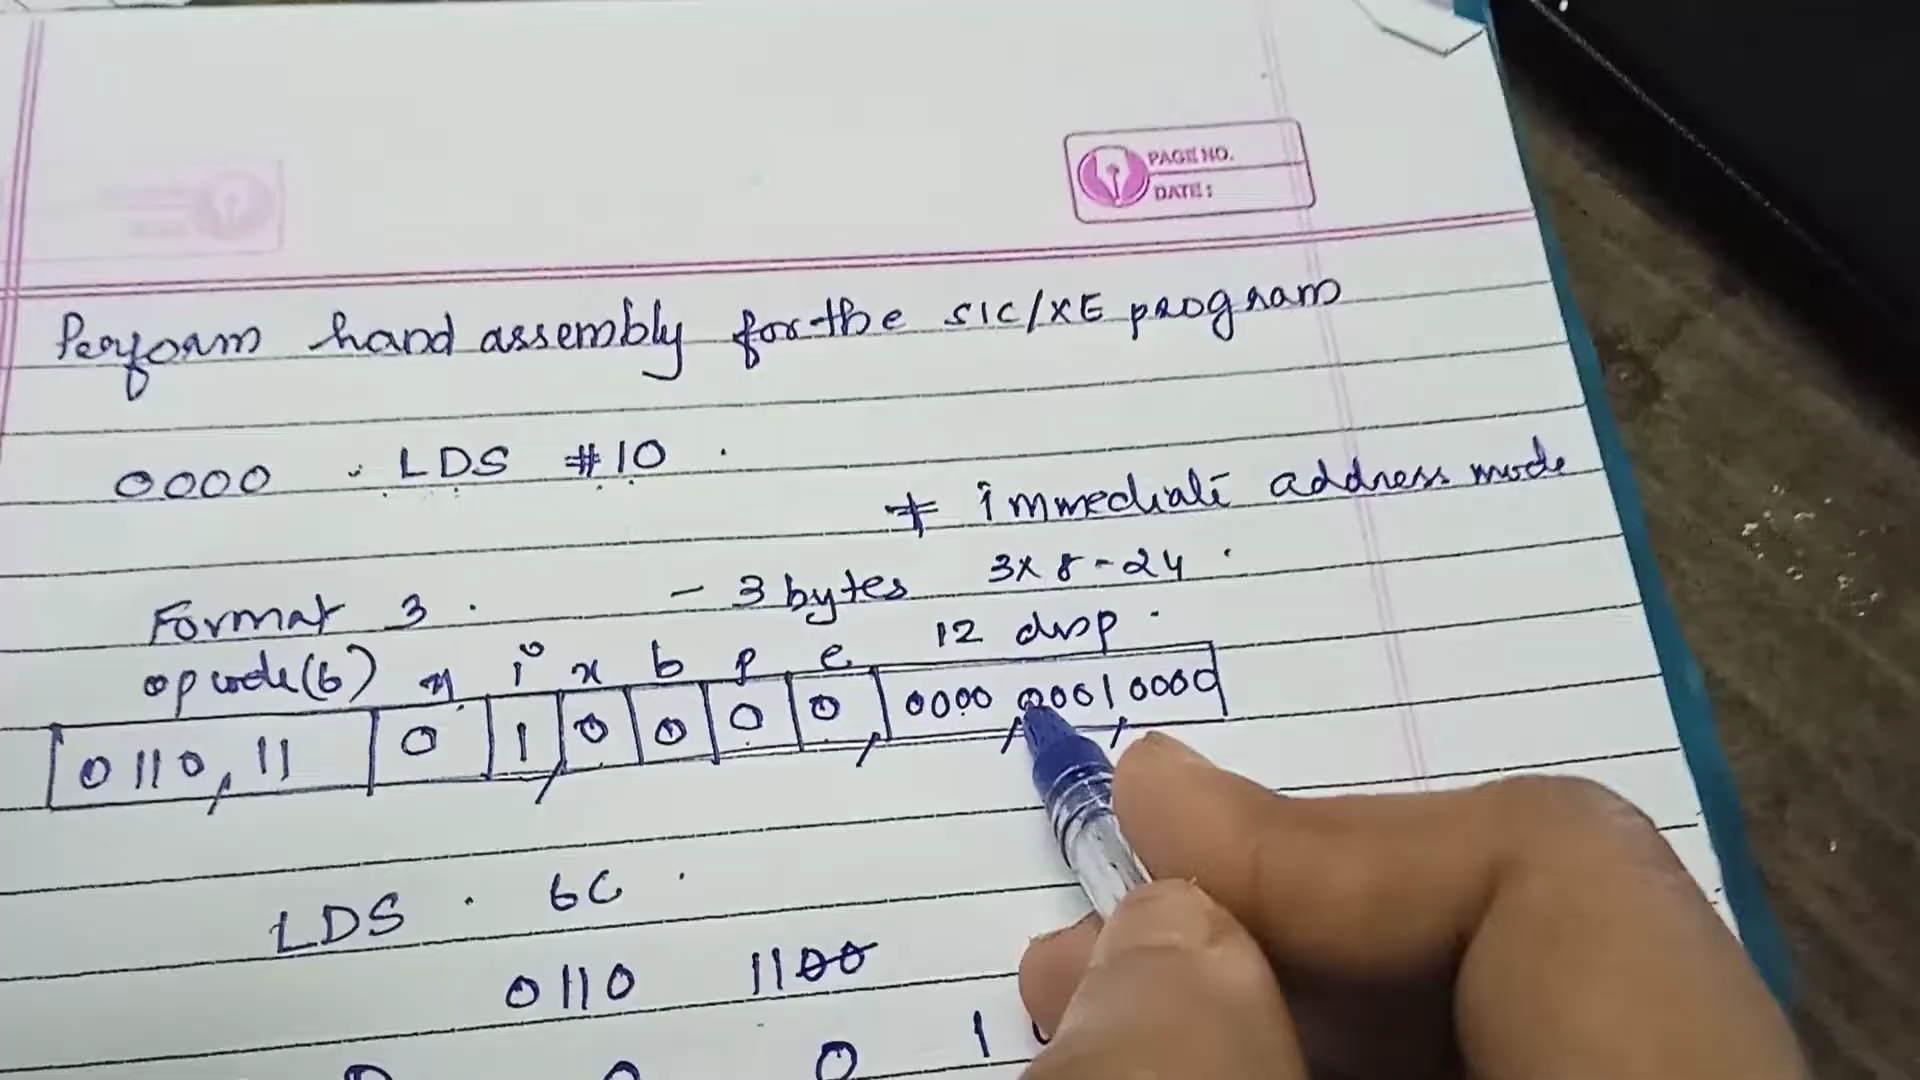 PAGE NO.
DATE:
Perform hand assembly for the SIC/XE program
0000 . LDS #10 .
* immediate address mode
Format 3 . - 3 bytes 3x8-24 .
opcode(6) n i x b p e 12 disp .
0110,11 0 1 0 0 0 0 0000 0001 0000
LDS . 6C .
0110 1100
0 1